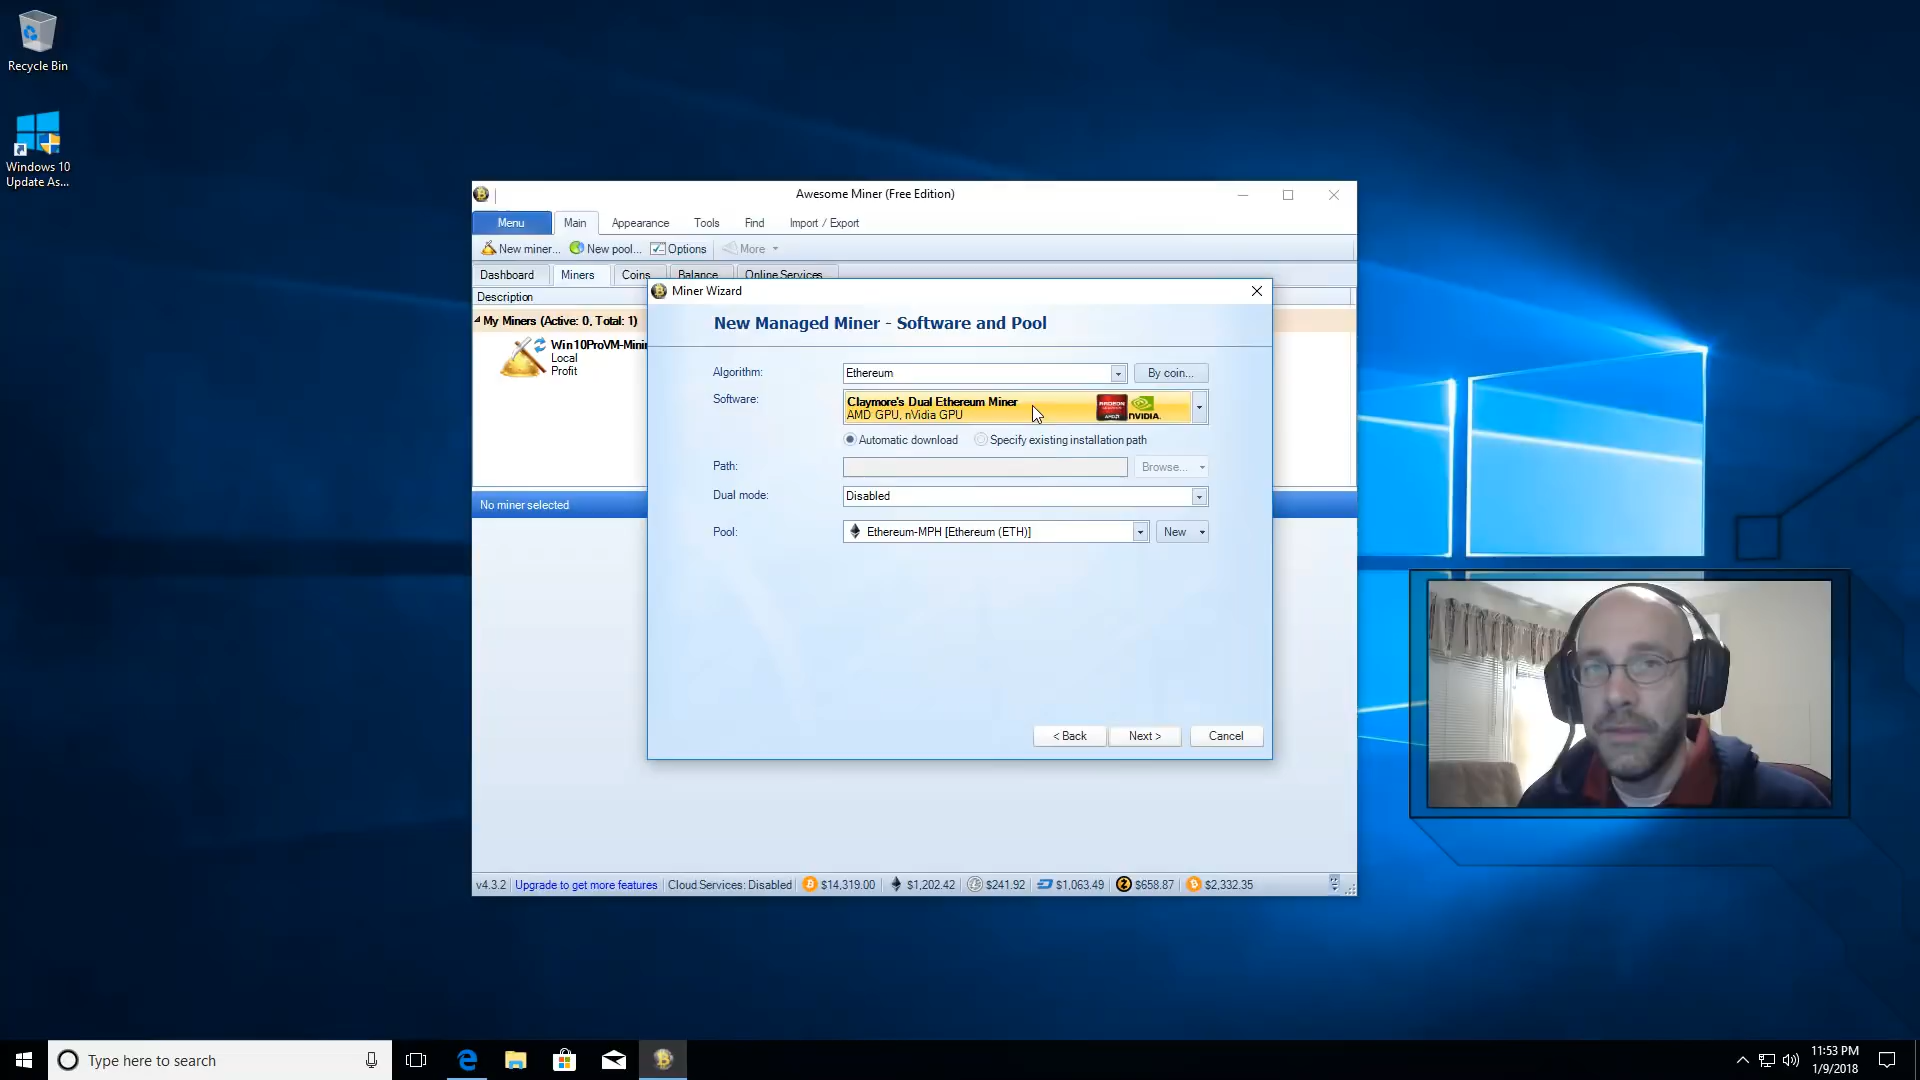 Recycle Bin
Windows 10
Update As...
Awesome Miner (Free Edition)
Menu Main Appearance Tools Find Import / Export
New miner... New pool... Options More
Dashboard Miners Coins Balance Online Services
Description
My Miners (Active: 0, Total: 1)
Win10ProVM-Minin
Local
Profit
No miner selected
Miner Wizard
New Managed Miner - Software and Pool
Algorithm: Ethereum By coin...
Software: Claymore's Dual Ethereum Miner
AMD GPU, nVidia GPU
RADEON
AMD
NVIDIA.
Automatic download Specify existing installation path
Path: Browse...
Dual mode: Disabled
Pool: Ethereum-MPH [Ethereum (ETH)] New
< Back Next > Cancel
v4.3.2 Upgrade to get more features Cloud Services: Disabled $14,319.00 $1,202.42 $241.92 $1,063.49 $658.87 $2,332.35
Type here to search
11:53 PM
1/9/2018